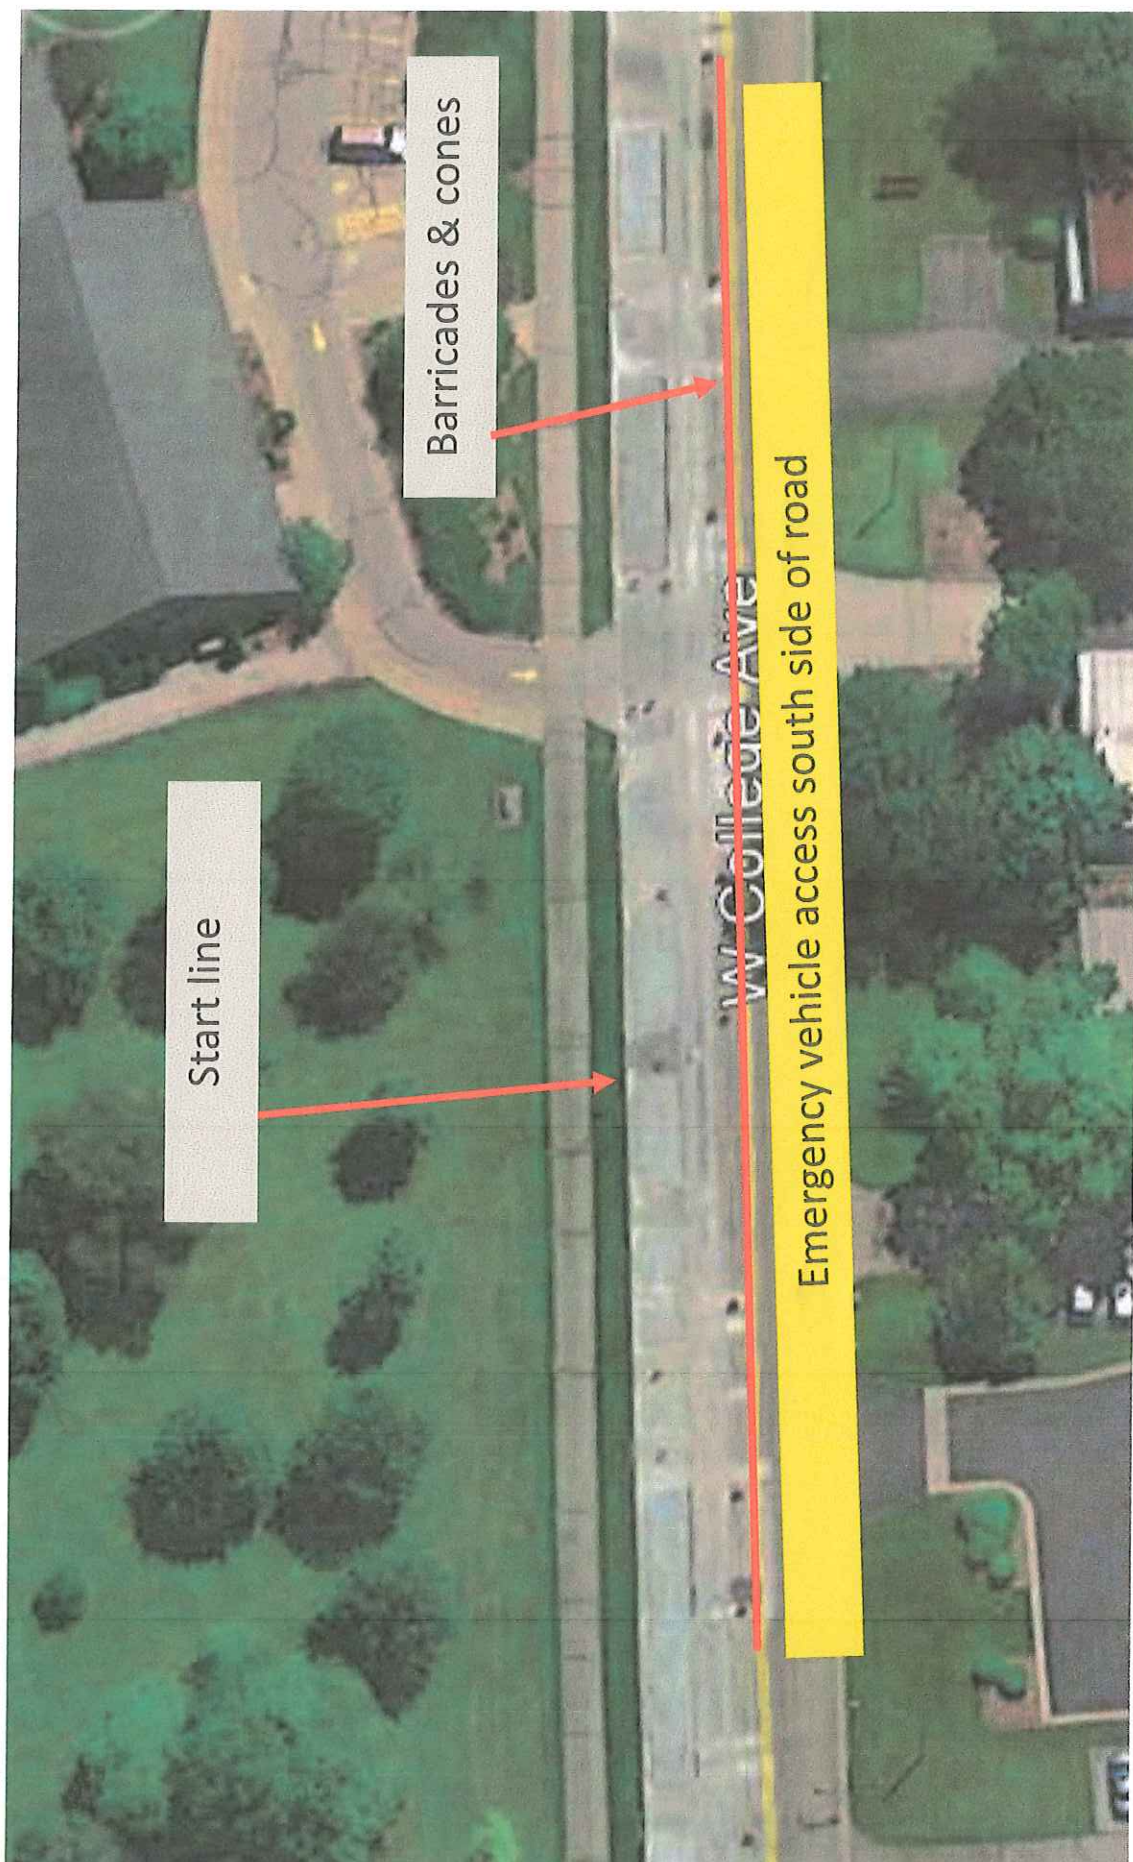 Start line
Barricades & cones
W College Ave
Emergency vehicle access south side of road